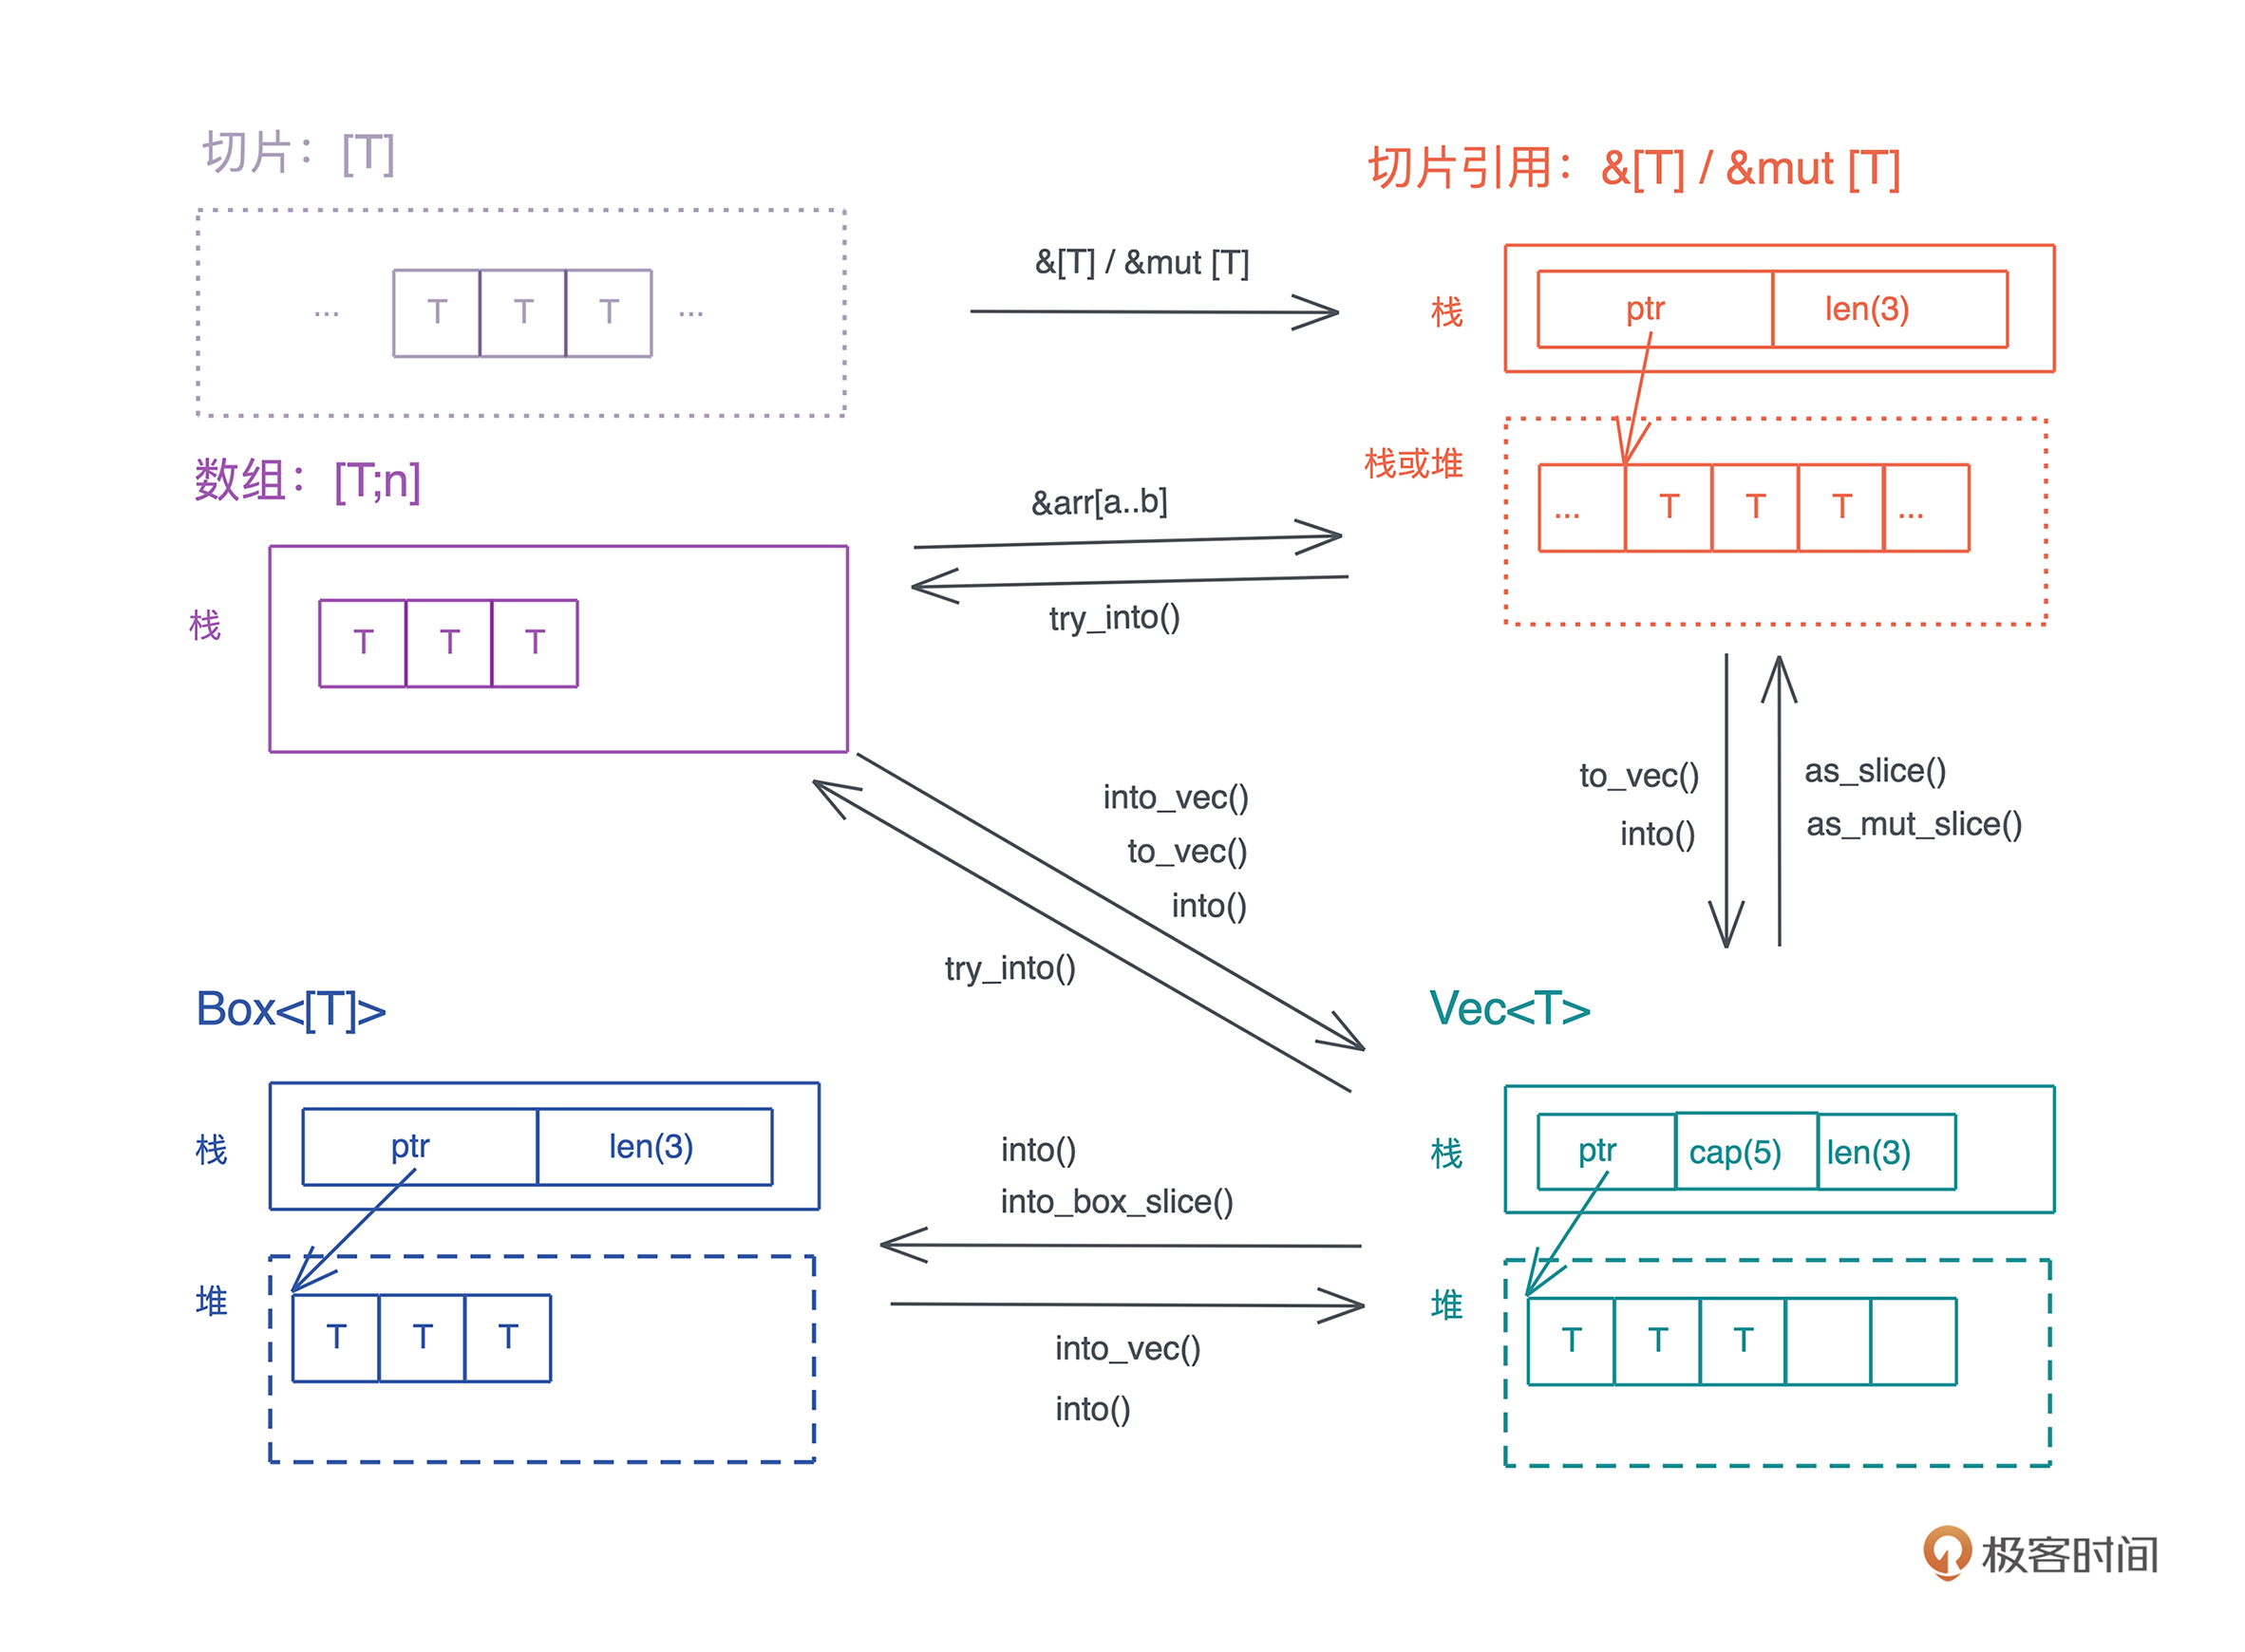 切片：[T]
... T T T ...
&[T] / &mut [T]
切片引用：&[T] / &mut [T]
栈
ptr len(3)
栈或堆
... T T T ...
数组：[T;n]
栈
T T T
&arr[a..b]
try_into()
into_vec()
to_vec()
into()
try_into()
to_vec()
into()
as_slice()
as_mut_slice()
Box<[T]>
栈
ptr len(3)
堆
T T T
into()
into_box_slice()
into_vec()
into()
Vec<T>
栈
ptr cap(5) len(3)
堆
T T T
极客时间